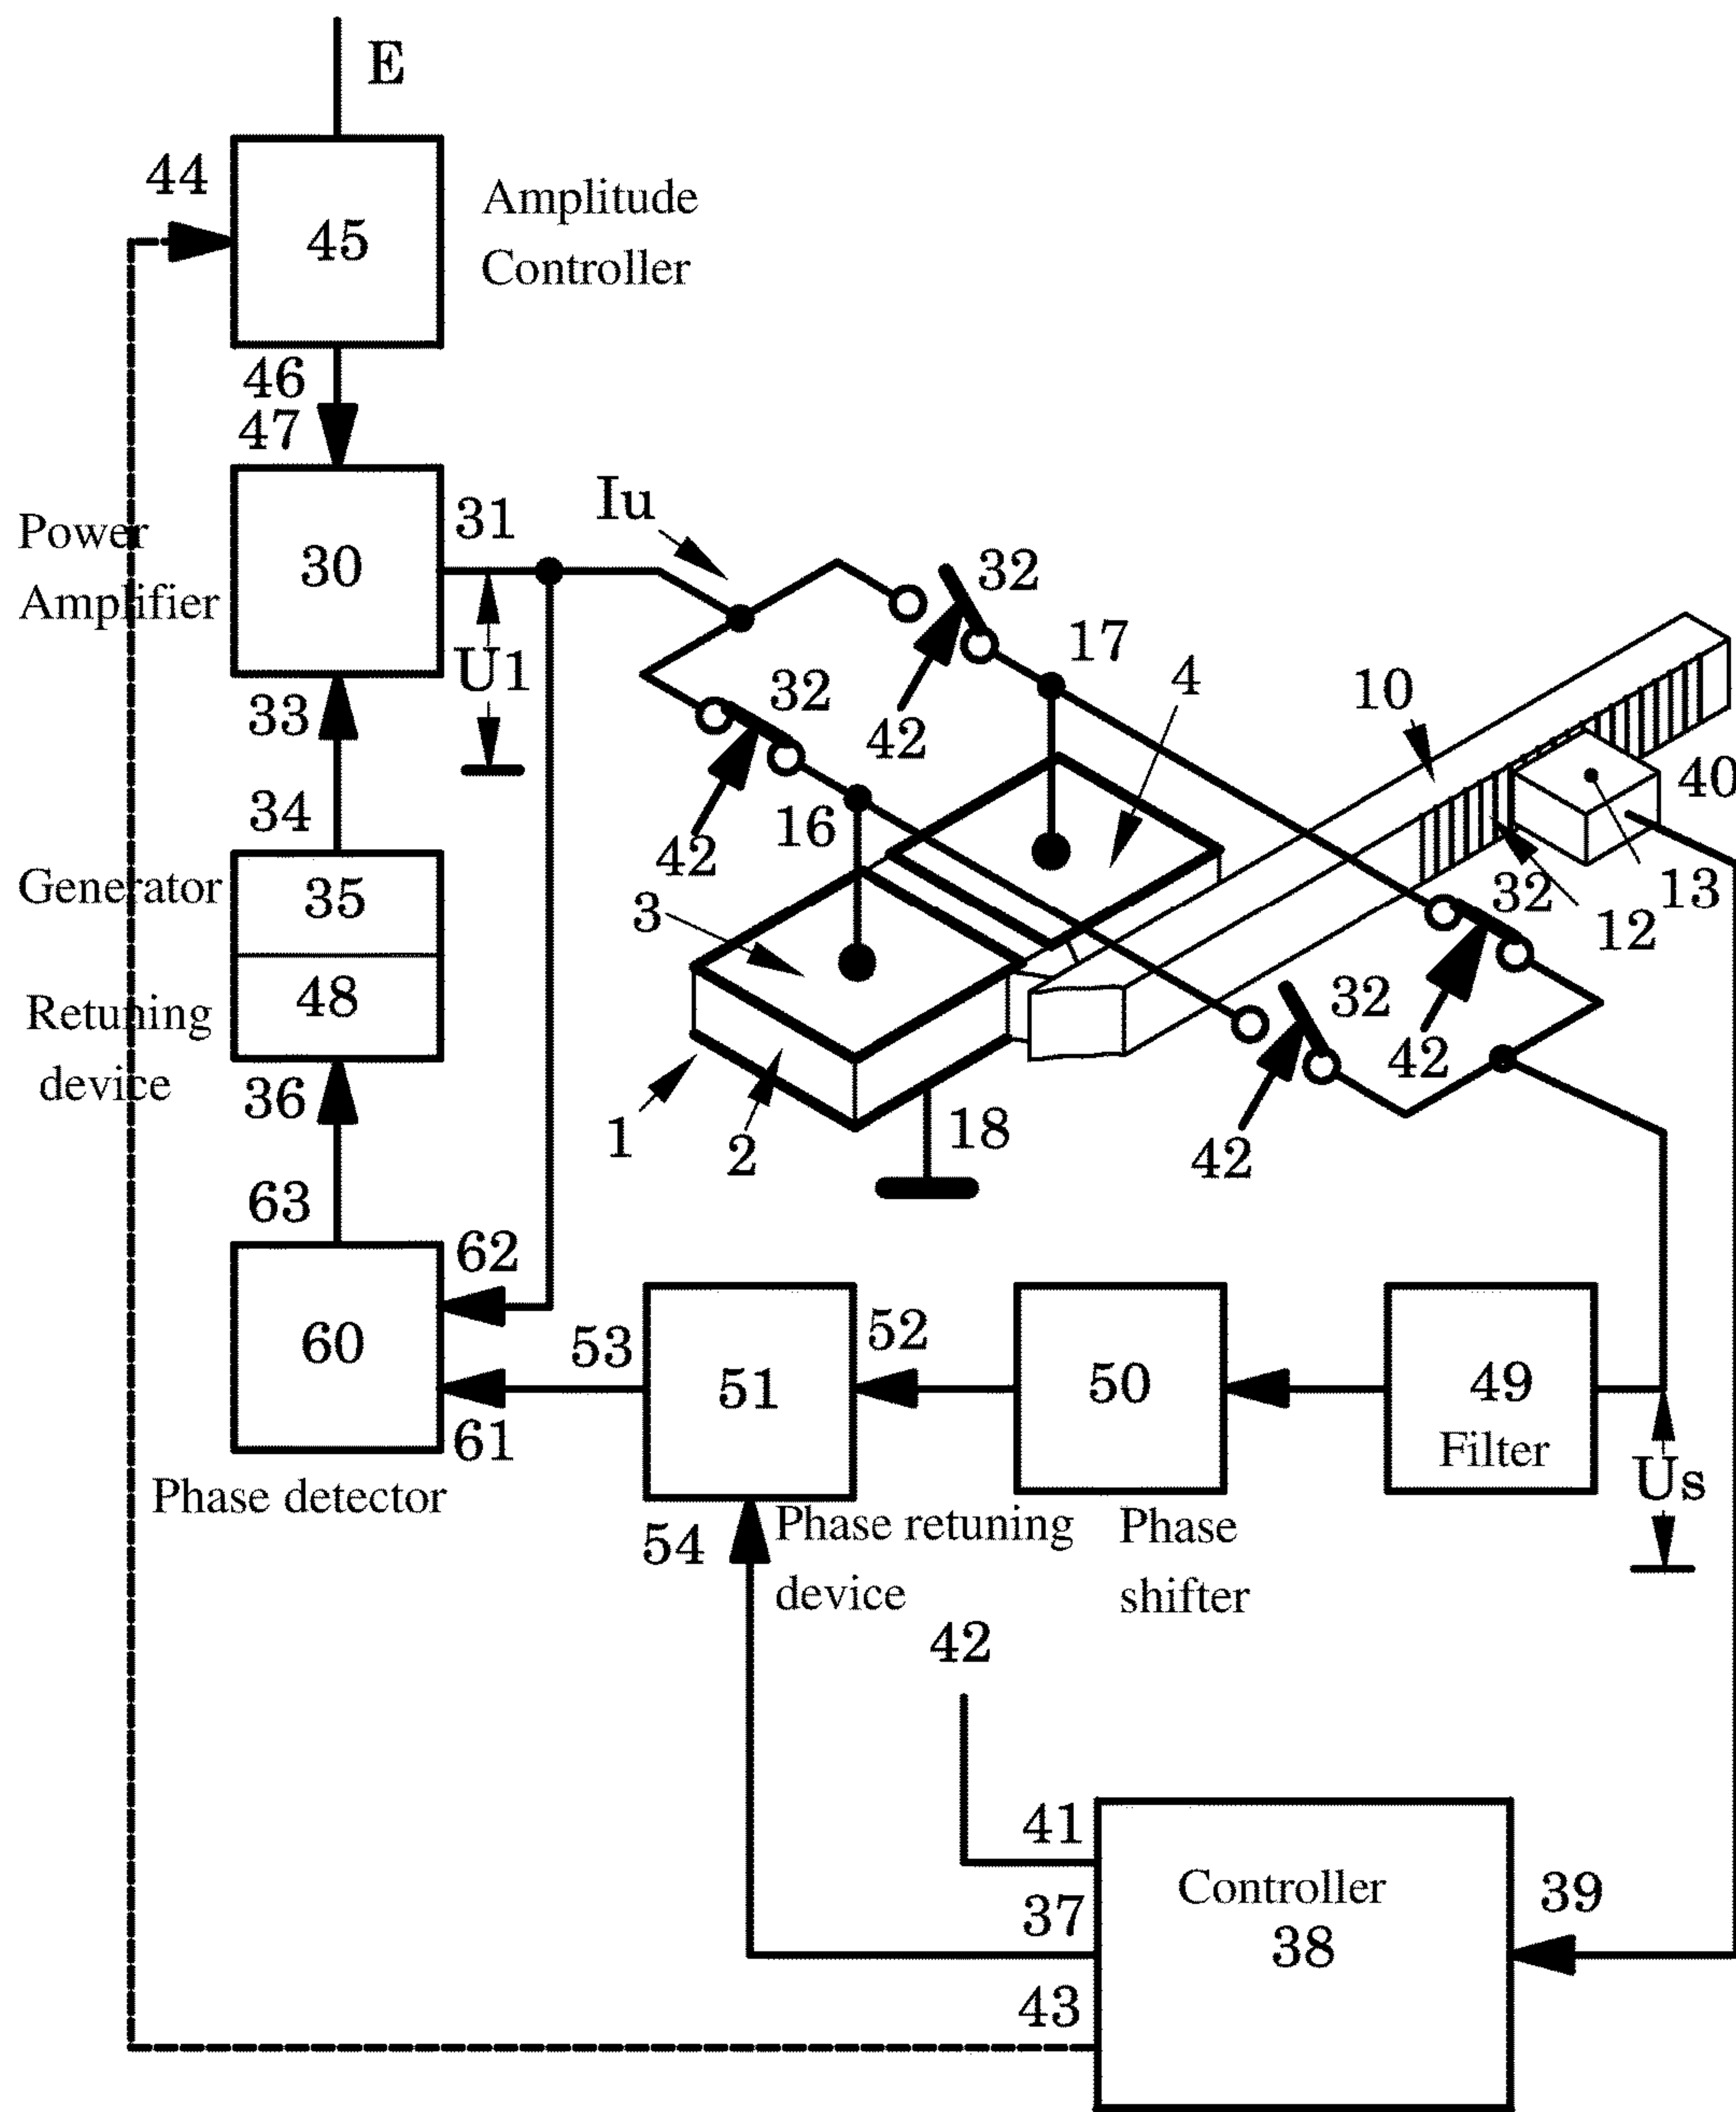 E
44
45
Amplitude
Controller
46
47
Power
Amplifier
30
31
Iu
32
17
U1
33
32
42
4
10
34
16
42
40
Generator
35
3
32
13
12
Retuning
device
48
32
42
36
1
2
18
42
63
62
60
53
52
51
50
49
Filter
61
Us
Phase detector
54
Phase retuning
device
Phase
shifter
42
41
Controller
38
39
37
43